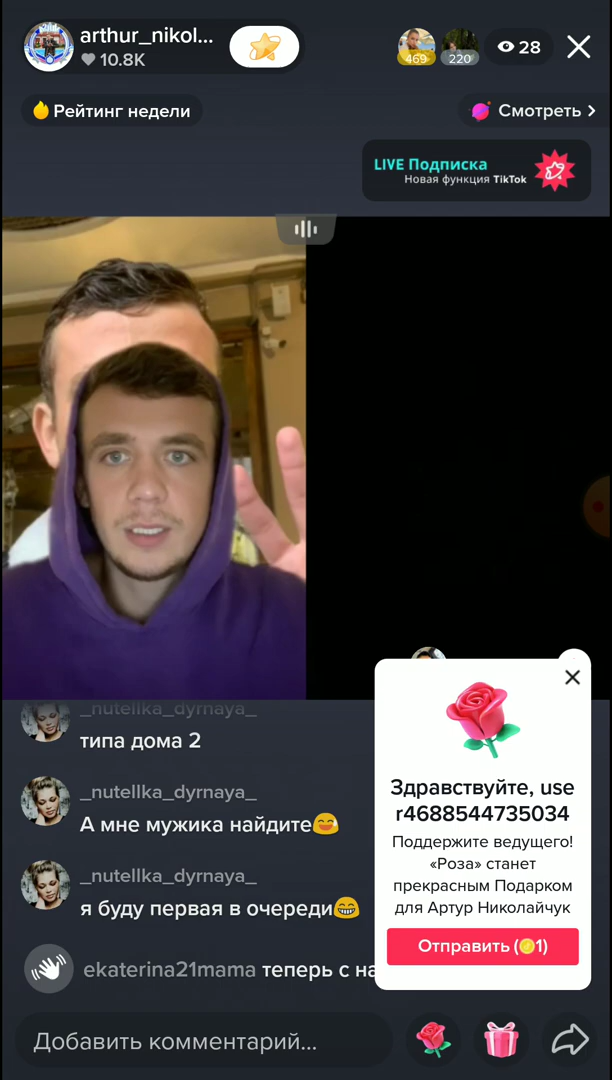 arthur_nikol...
10.8K
469
220
28
Рейтинг недели
Смотреть
LIVE Подписка
Новая функция TikTok
_nutellka_dyrnaya_
типа дома 2
_nutellka_dyrnaya_
А мне мужика найдите😄
_nutellka_dyrnaya_
я буду первая в очереди😁
ekaterina21mama теперь с на
Здравствуйте, use
r4688544735034
Поддержите ведущего!
«Роза» станет
прекрасным Подарком
для Артур Николайчук
Отправить (1)
Добавить комментарий...